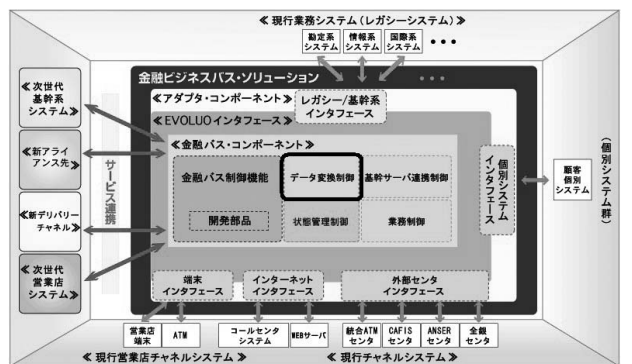 ≪ 現行業務システム(レガシーシステム) ≫
勘定系
システム
情報系
システム
国際系
システム
・・・
金融ビジネスバス・ソリューション
・・・
≪アダプタ・コンポーネント≫
レガシー/基幹系
インタフェース
≪EVOLUOインタフェース≫
≪金融バス・コンポーネント≫
金融バス制御機能
データ変換制御
基幹サーバ連携制御
開発部品
状態管理制御
業務制御
≪次世代
基幹系
システム≫
≪新アライ
アンス先≫
≪新デリバリー
チャネル≫
≪次世代
営業店
システム≫
サービス連携
個別システム
インタフェース
顧客
個別
システム
(個別システム群)
端末
インタフェース
インターネット
インタフェース
外部センタ
インタフェース
営業店
端末
ATM
コールセンタ
システム
WEBサーバ
統合ATM
センタ
CAFIS
センタ
ANSER
センタ
全銀
センタ
≪ 現行営業店チャネルシステム ≫
≪ 現行チャネルシステム ≫